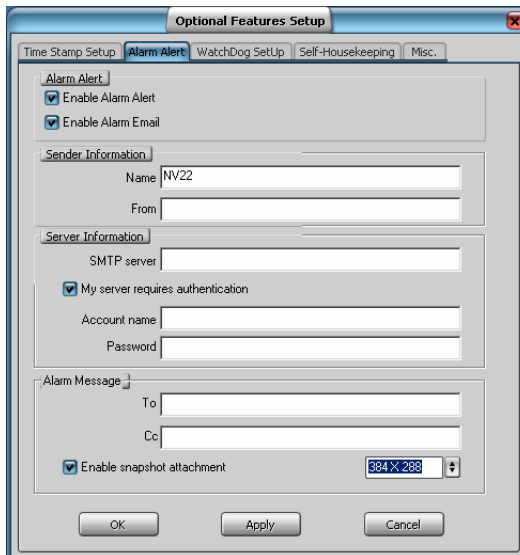 Optional Features Setup
Time Stamp Setup Alarm Alert WatchDog SetUp Self-Housekeeping Misc.
Alarm Alert
Enable Alarm Alert
Enable Alarm Email
Sender Information
Name NV22
From
Server Information
SMTP server
My server requires authentication
Account name
Password
Alarm Message
To
Cc
Enable snapshot attachment 384 X 288
OK Apply Cancel